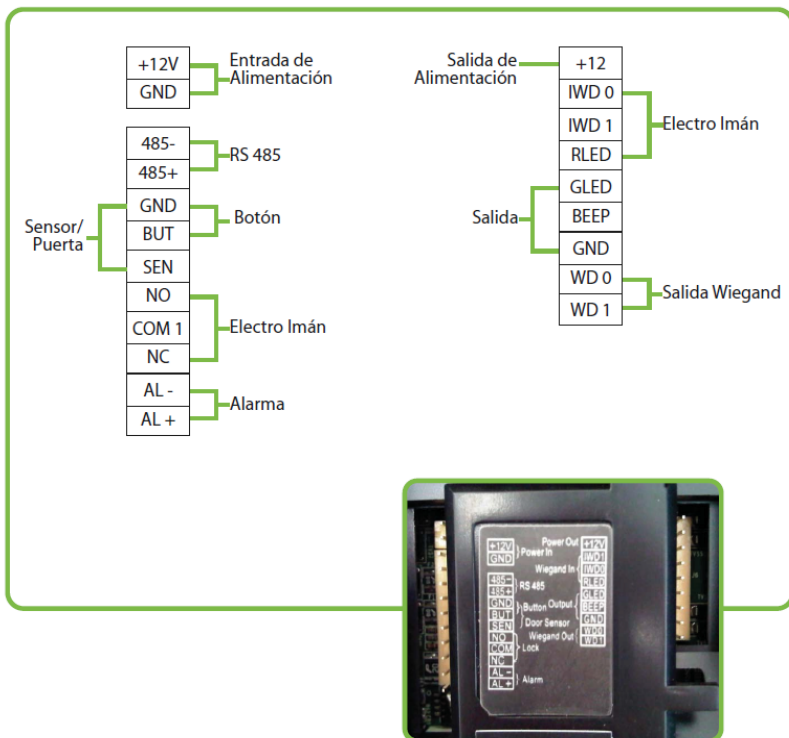 +12V
GND
Entrada de
Alimentación
485-
485+
RS 485
GND
BUT
Botón
Sensor/
Puerta
SEN
NO
COM 1
NC
Electro Imán
AL -
AL +
Alarma
Salida de
Alimentación
+12
IWD 0
IWD 1
RLED
Electro Imán
GLED
BEEP
GND
Salida
WD 0
WD 1
Salida Wiegand
+12V
GND
Power In
485-
485+
RS 485
GND
BUT
Button
SEN
Door Sensor
NO
COM
NC
Lock
AL -
AL +
Alarm
Power Out
+12V
IWD1
IWD0
Wiegand In
RLED
GLED
BEEP
GND
Output
WD0
WD1
Wiegand Out